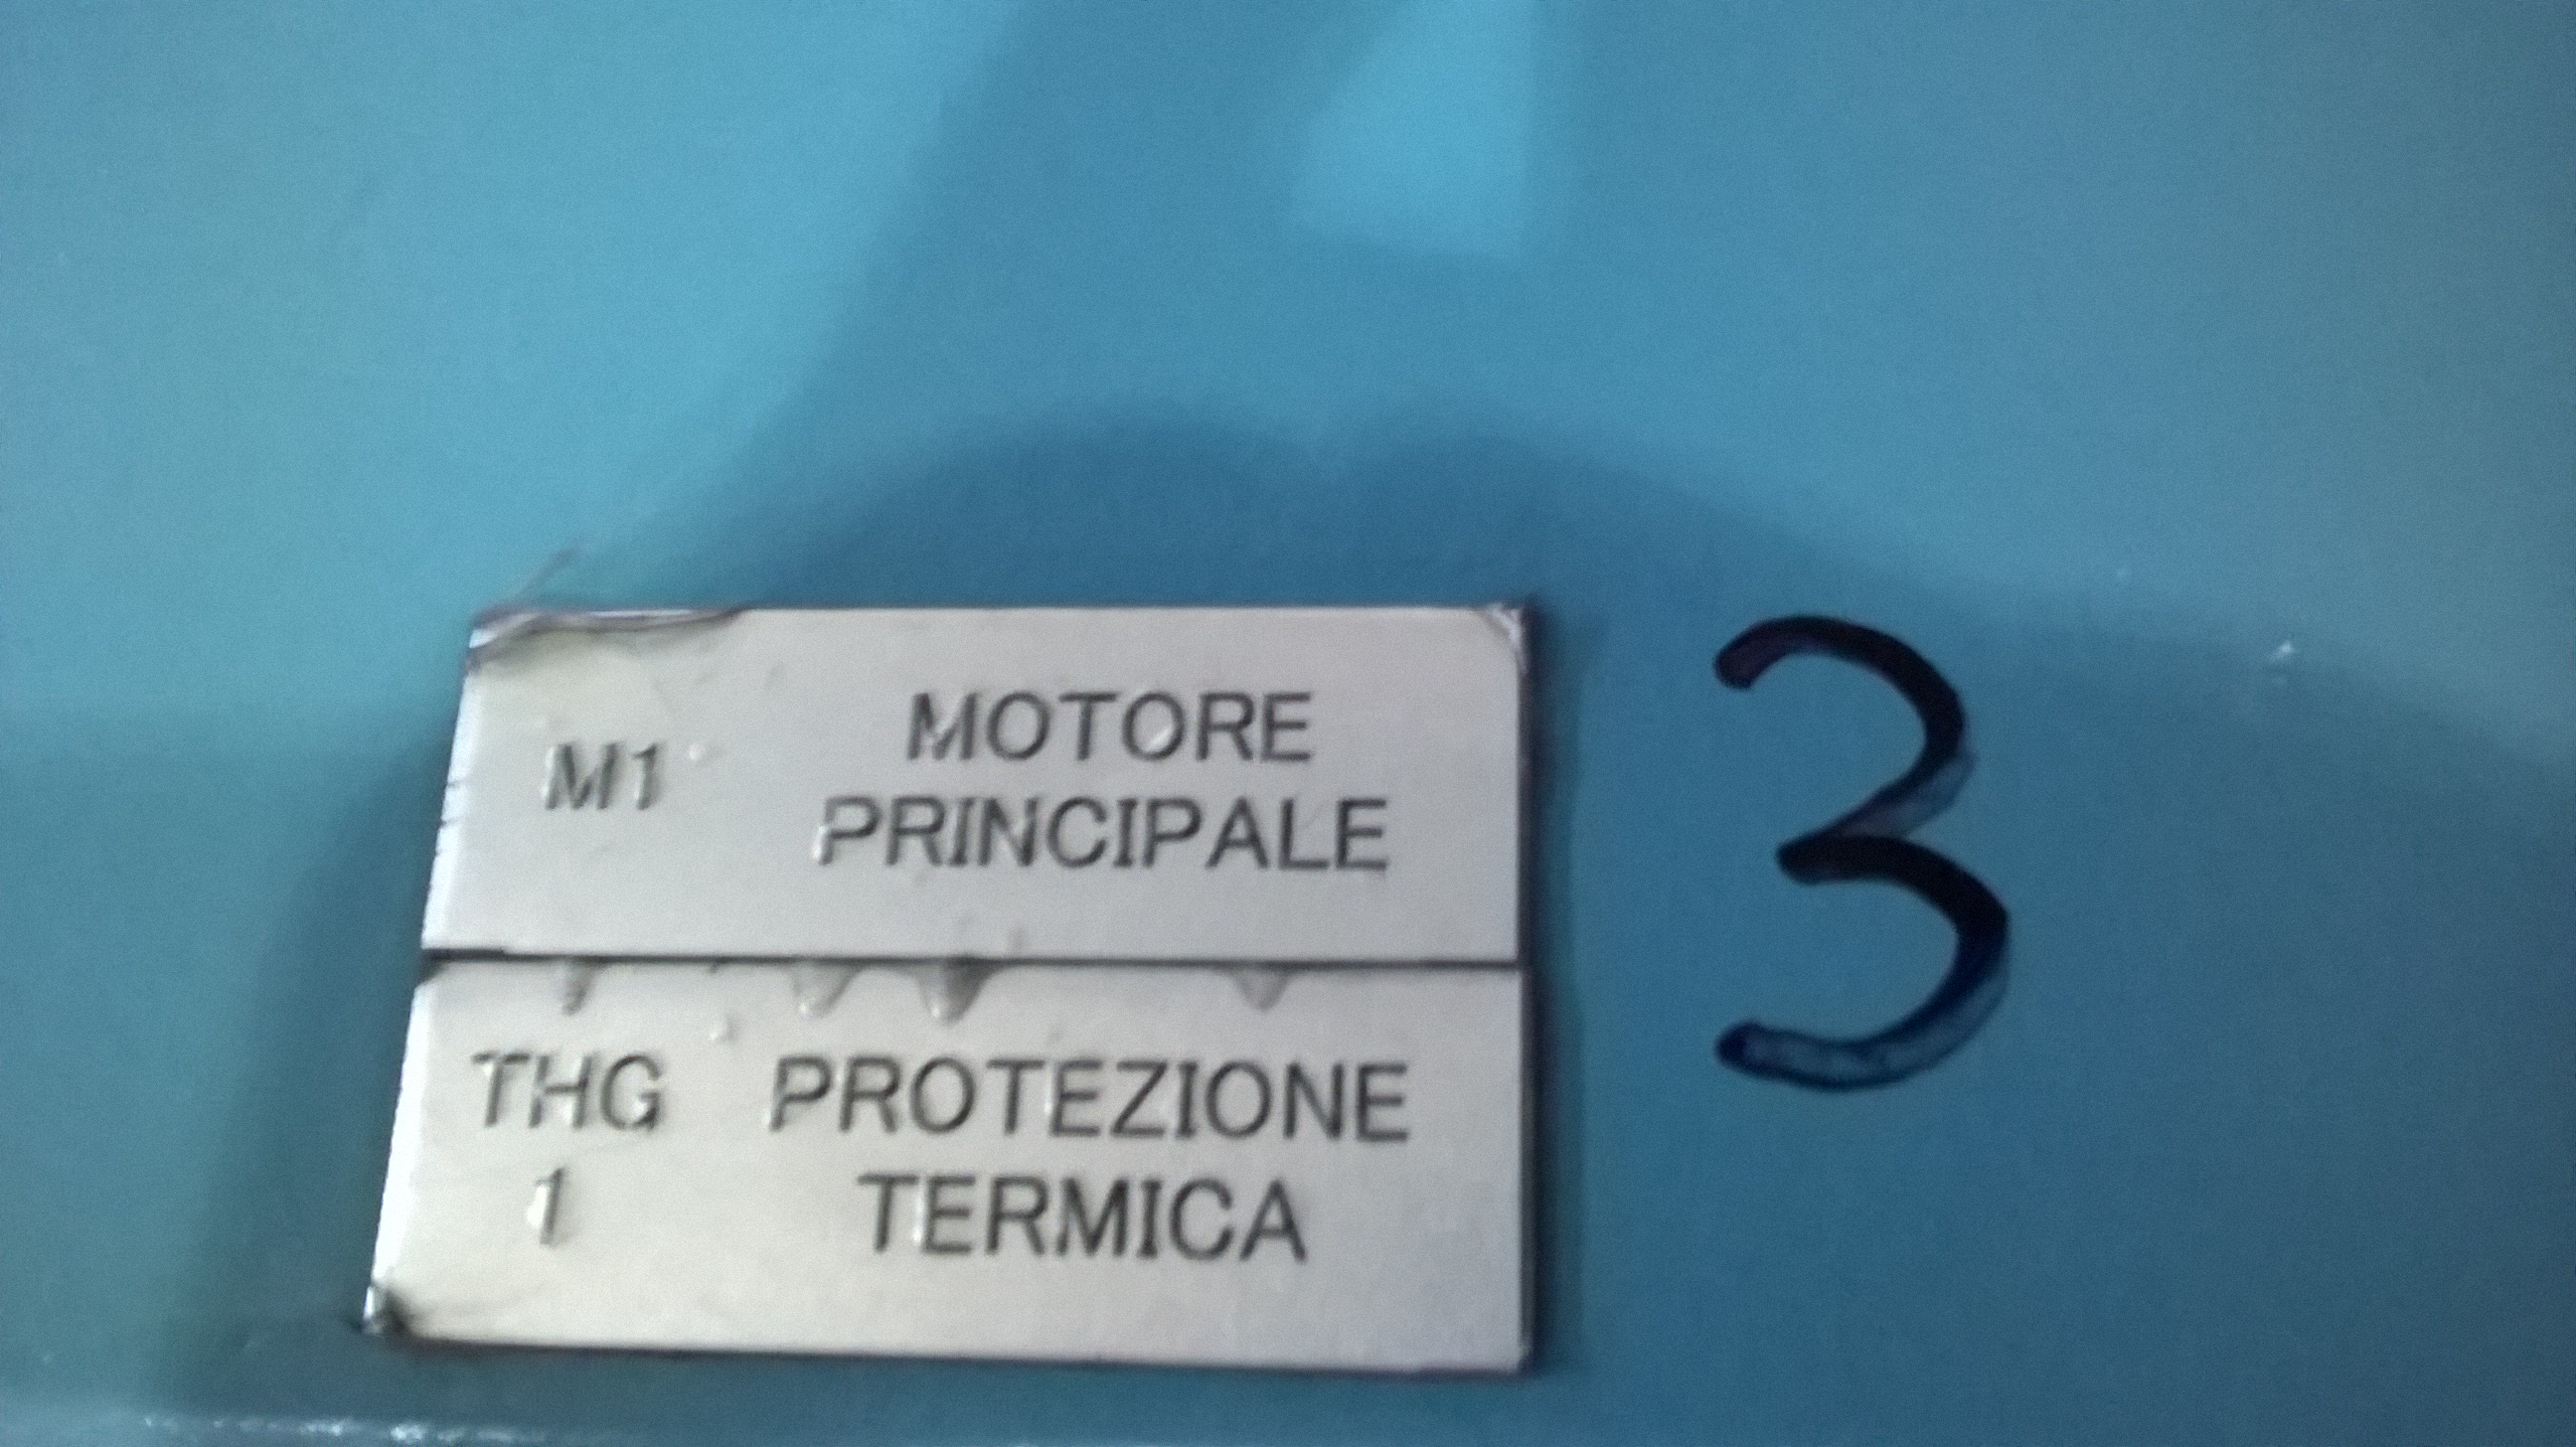 M1 MOTORE
PRINCIPALE
3
THG PROTEZIONE
1 TERMICA